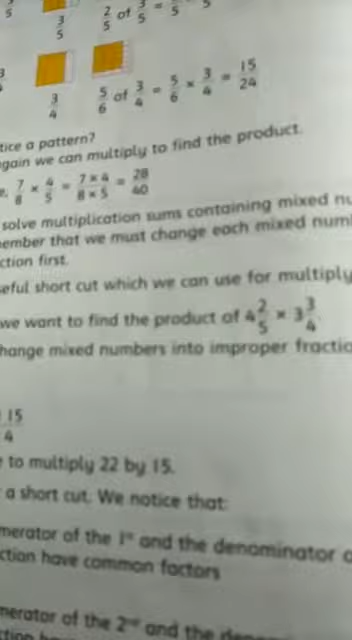 3/5 2/5 of 3/5 =
3/4 5/6 of 3/4 = 5/6 × 3/4 = 15/24
tice a pattern?
gain we can multiply to find the product.
7/8 × 4/5 = 7 × 4/8 × 5 = 28/40
solve multiplication sums containing mixed nu
ember that we must change each mixed num
ction first.
eful short cut which we can use for multiply
we want to find the product of 4 2/5 × 3 3/4.
hange mixed numbers into improper fractio
15/4
to multiply 22 by 15.
a short cut. We notice that:
merator of the 1st and the denominator o
ction have common factors
merator of the 2nd and the